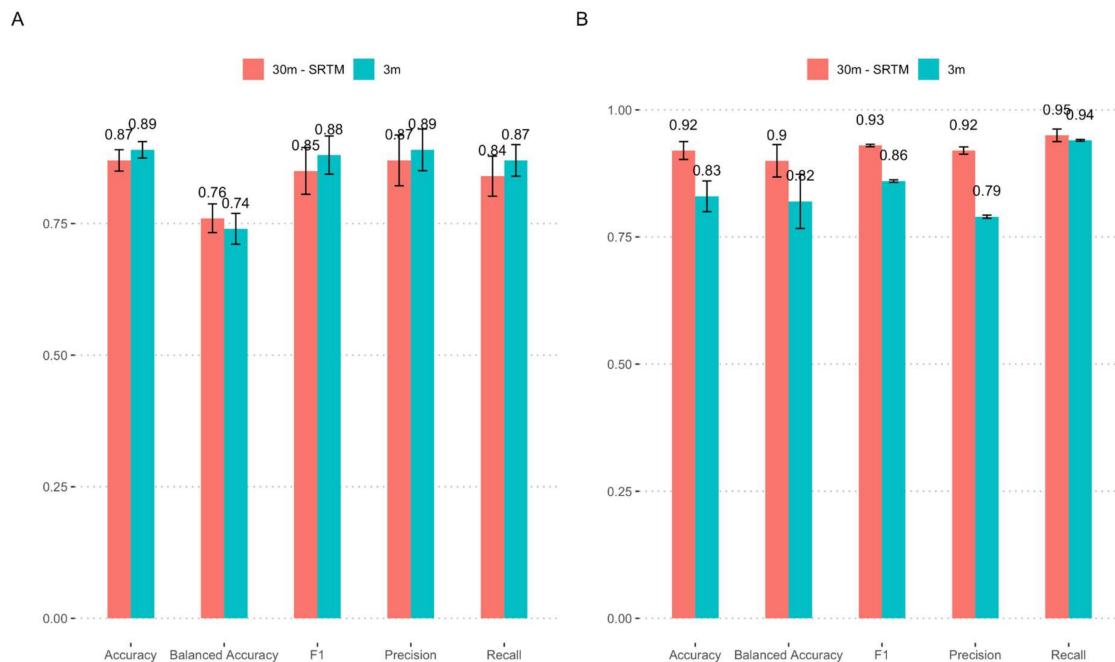 A
30m - SRTM 3m
0.87 0.89 0.76 0.74 0.85 0.88 0.87 0.89 0.84 0.87
0.75
0.50
0.25
0.00
Accuracy Balanced Accuracy F1 Precision Recall
B
30m - SRTM 3m
1.00
0.92 0.83 0.9 0.82 0.93 0.86 0.92 0.79 0.95 0.94
0.75
0.50
0.25
0.00
Accuracy Balanced Accuracy F1 Precision Recall